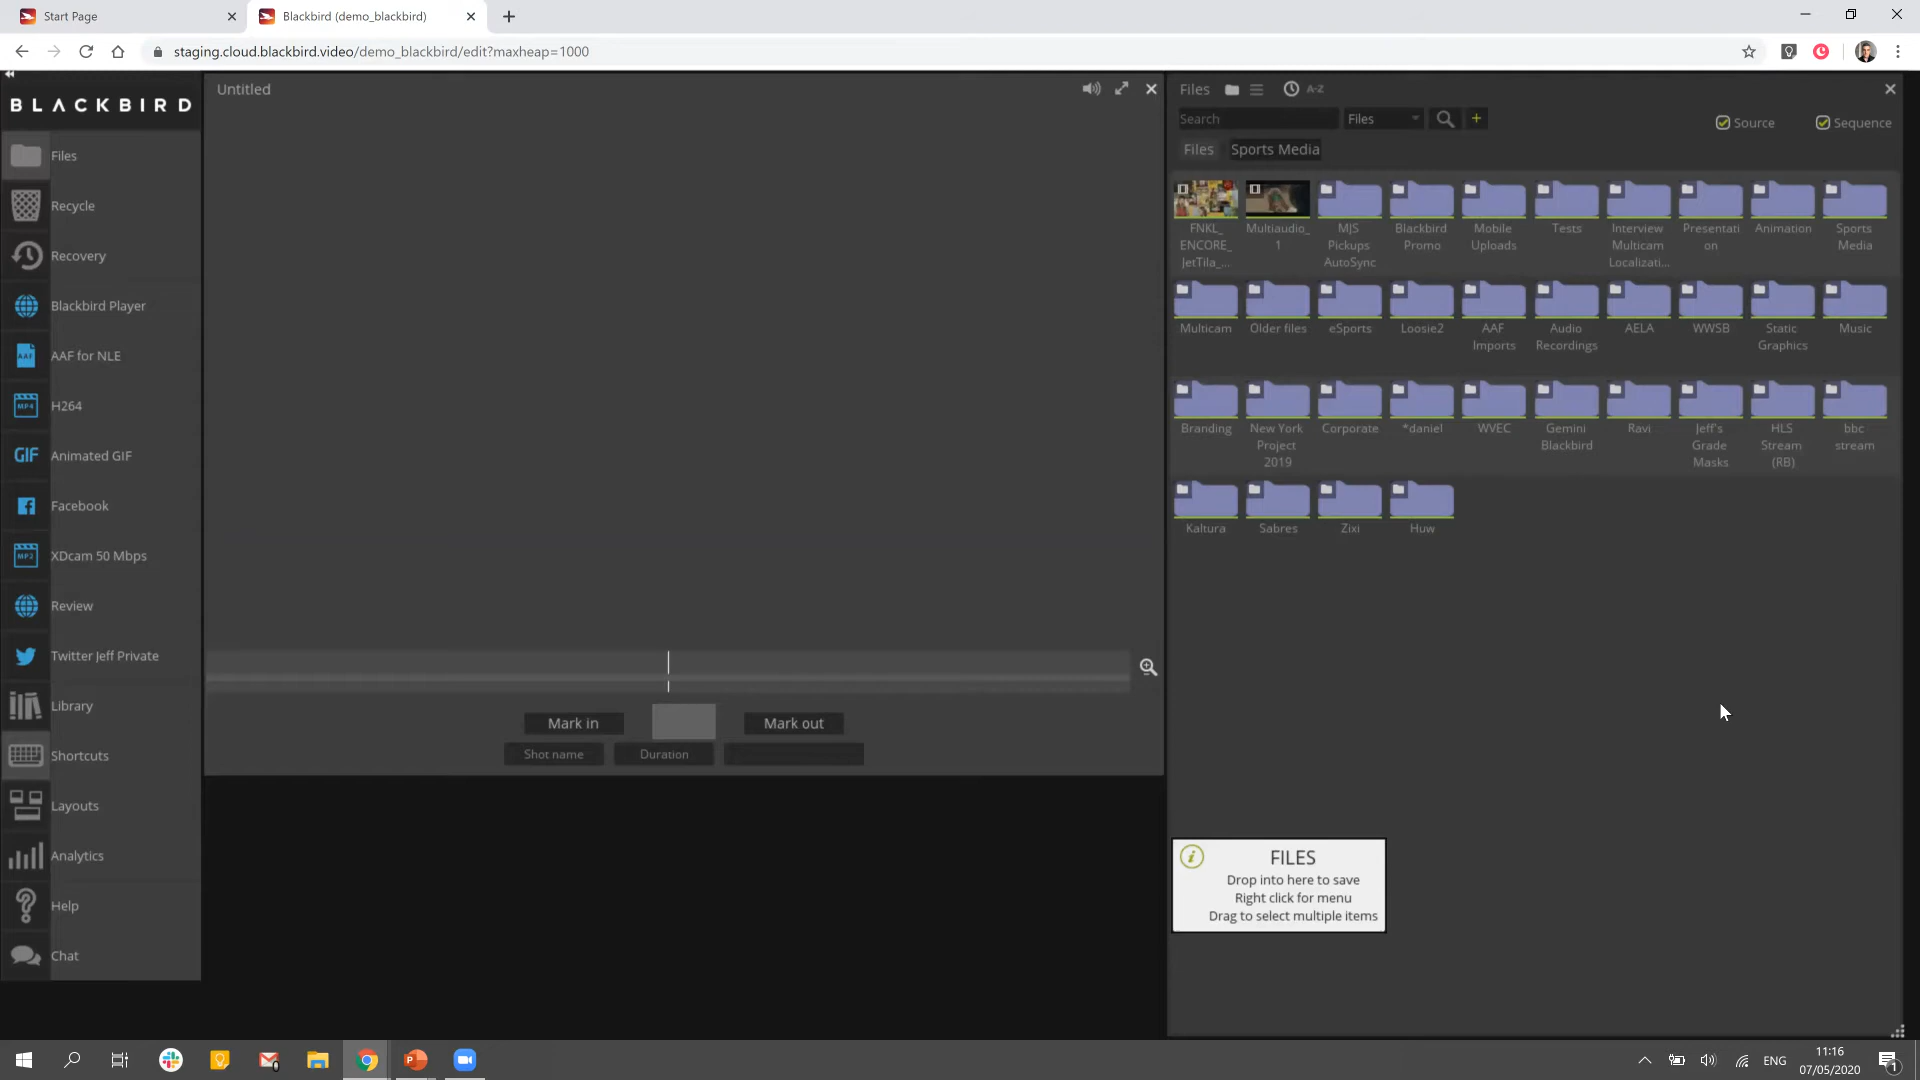 Start Page
Blackbird (demo_blackbird)
staging.cloud.blackbird.video/demo_blackbird/edit?maxheap=1000
BLACKBIRD
Files
Recycle
Recovery
Blackbird Player
AAF
AAF for NLE
MP4
H264
GIF
Animated GIF
Facebook
MP2
XDcam 50 Mbps
Review
Twitter Jeff Private
Library
Shortcuts
Layouts
Analytics
Help
Chat
Untitled
Mark in
Mark out
Shot name
Duration
Files
A-Z
Search
Files
Source
Sequence
Files
Sports Media
FNKL_
ENCORE_
JetTila_...
Multiaudio_
1
MJS
Pickups
AutoSync
Blackbird
Promo
Mobile
Uploads
Tests
Interview
Multicam
Localizati...
Presentati
on
Animation
Sports
Media
Multicam
Older files
eSports
Loosie2
AAF
Imports
Audio
Recordings
AELA
WWSB
Static
Graphics
Music
Branding
New York
Project
2019
Corporate
*daniel
WVEC
Gemini
Blackbird
Ravi
Jeff's
Grade
Masks
HLS
Stream
(RB)
bbc
stream
Kaltura
Sabres
Zixi
Huw
FILES
Drop into here to save
Right click for menu
Drag to select multiple items
ENG
11:16
07/05/2020
1